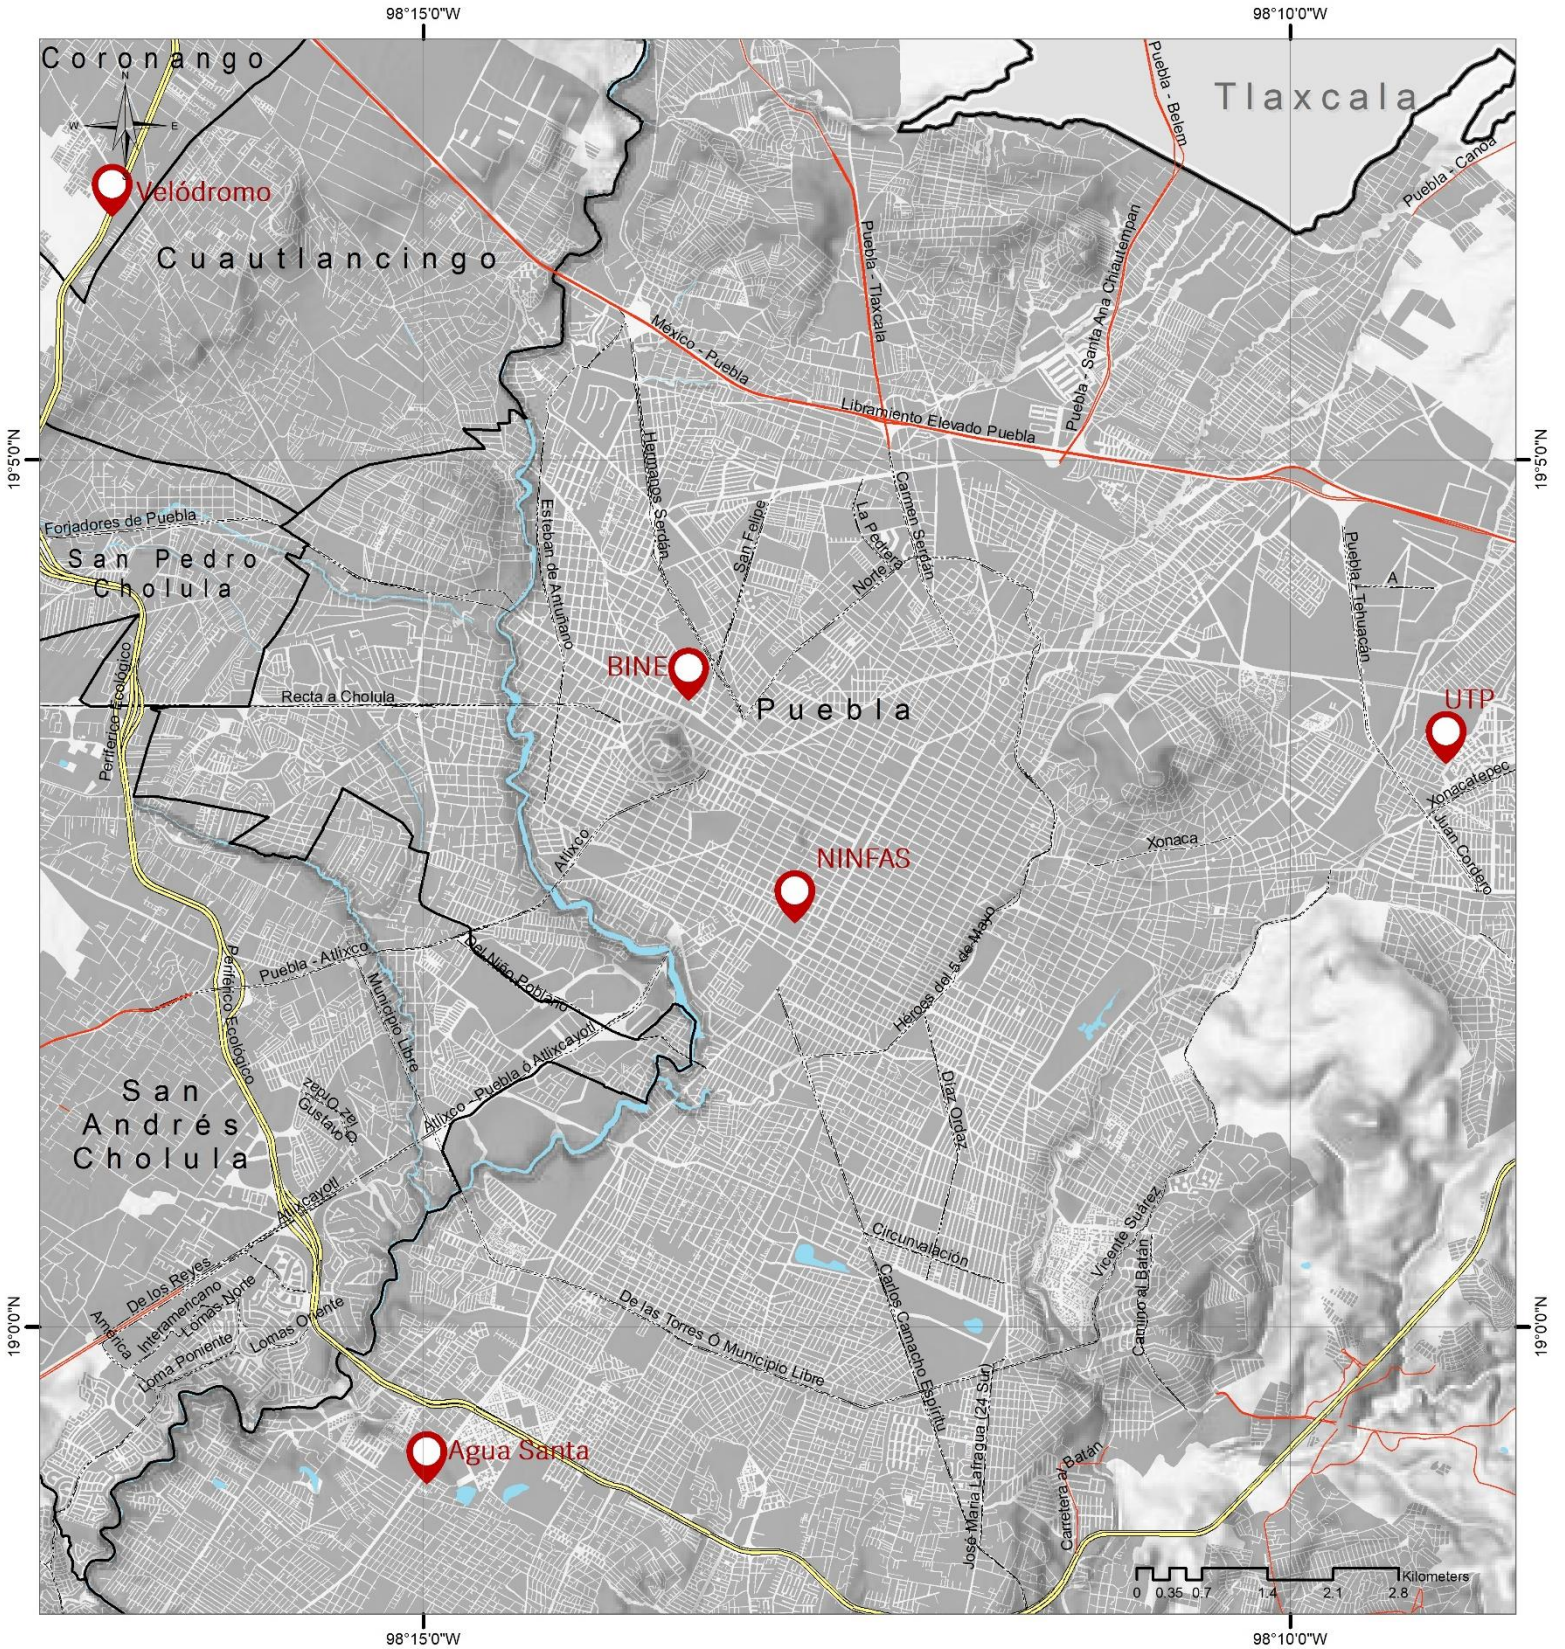 98°15'0"W
98°10'0"W
Coronango
N
W
E
Tlaxcala
Puebla - Belem
Puebla - Canoa
Velódromo
Cuautlancingo
Puebla - Tlaxcala
Puebla - Santa Ana Chiautempan
México - Puebla
Libramiento Elevado Puebla
19°5'0"N
19°5'0"N
Hermanos Serdán
Carmen Serdán
Esteban de Antuñano
San Felipe
La Pedrera
Norte
Forjadores de Puebla
San Pedro
Cholula
Puebla - Tehuacán
A
Periferico Ecológico
BINE
Recta a Cholula
Puebla
UTP
Xonacatepec
Juan Cordero
Atlixco
NINFAS
Xonaca
Héroes del 5 de Mayo
Puebla - Atlixco
Del Niño Poblano
Periferico Ecológico
Municipio Libre
Atlixco - Puebla ó Atlixcayotl
San
Andrés
Cholula
Gustavo
Díaz Ordaz
Díaz Ordaz
Atlixcayotl
Circunvalación
Vicente Suárez
Camino al Batán
De los Reyes
Interamericano
Lomas Norte
América
Loma Poniente
Lomas Oriente
19°0'0"N
19°0'0"N
De las Torres Ó Municipio Libre
Carlos Camacho Espíritu
José María Lafragua (24 Sur)
Carretera al Batán
Agua Santa
Kilometers
0 0.35 0.7 1.4 2.1 2.8
98°15'0"W
98°10'0"W